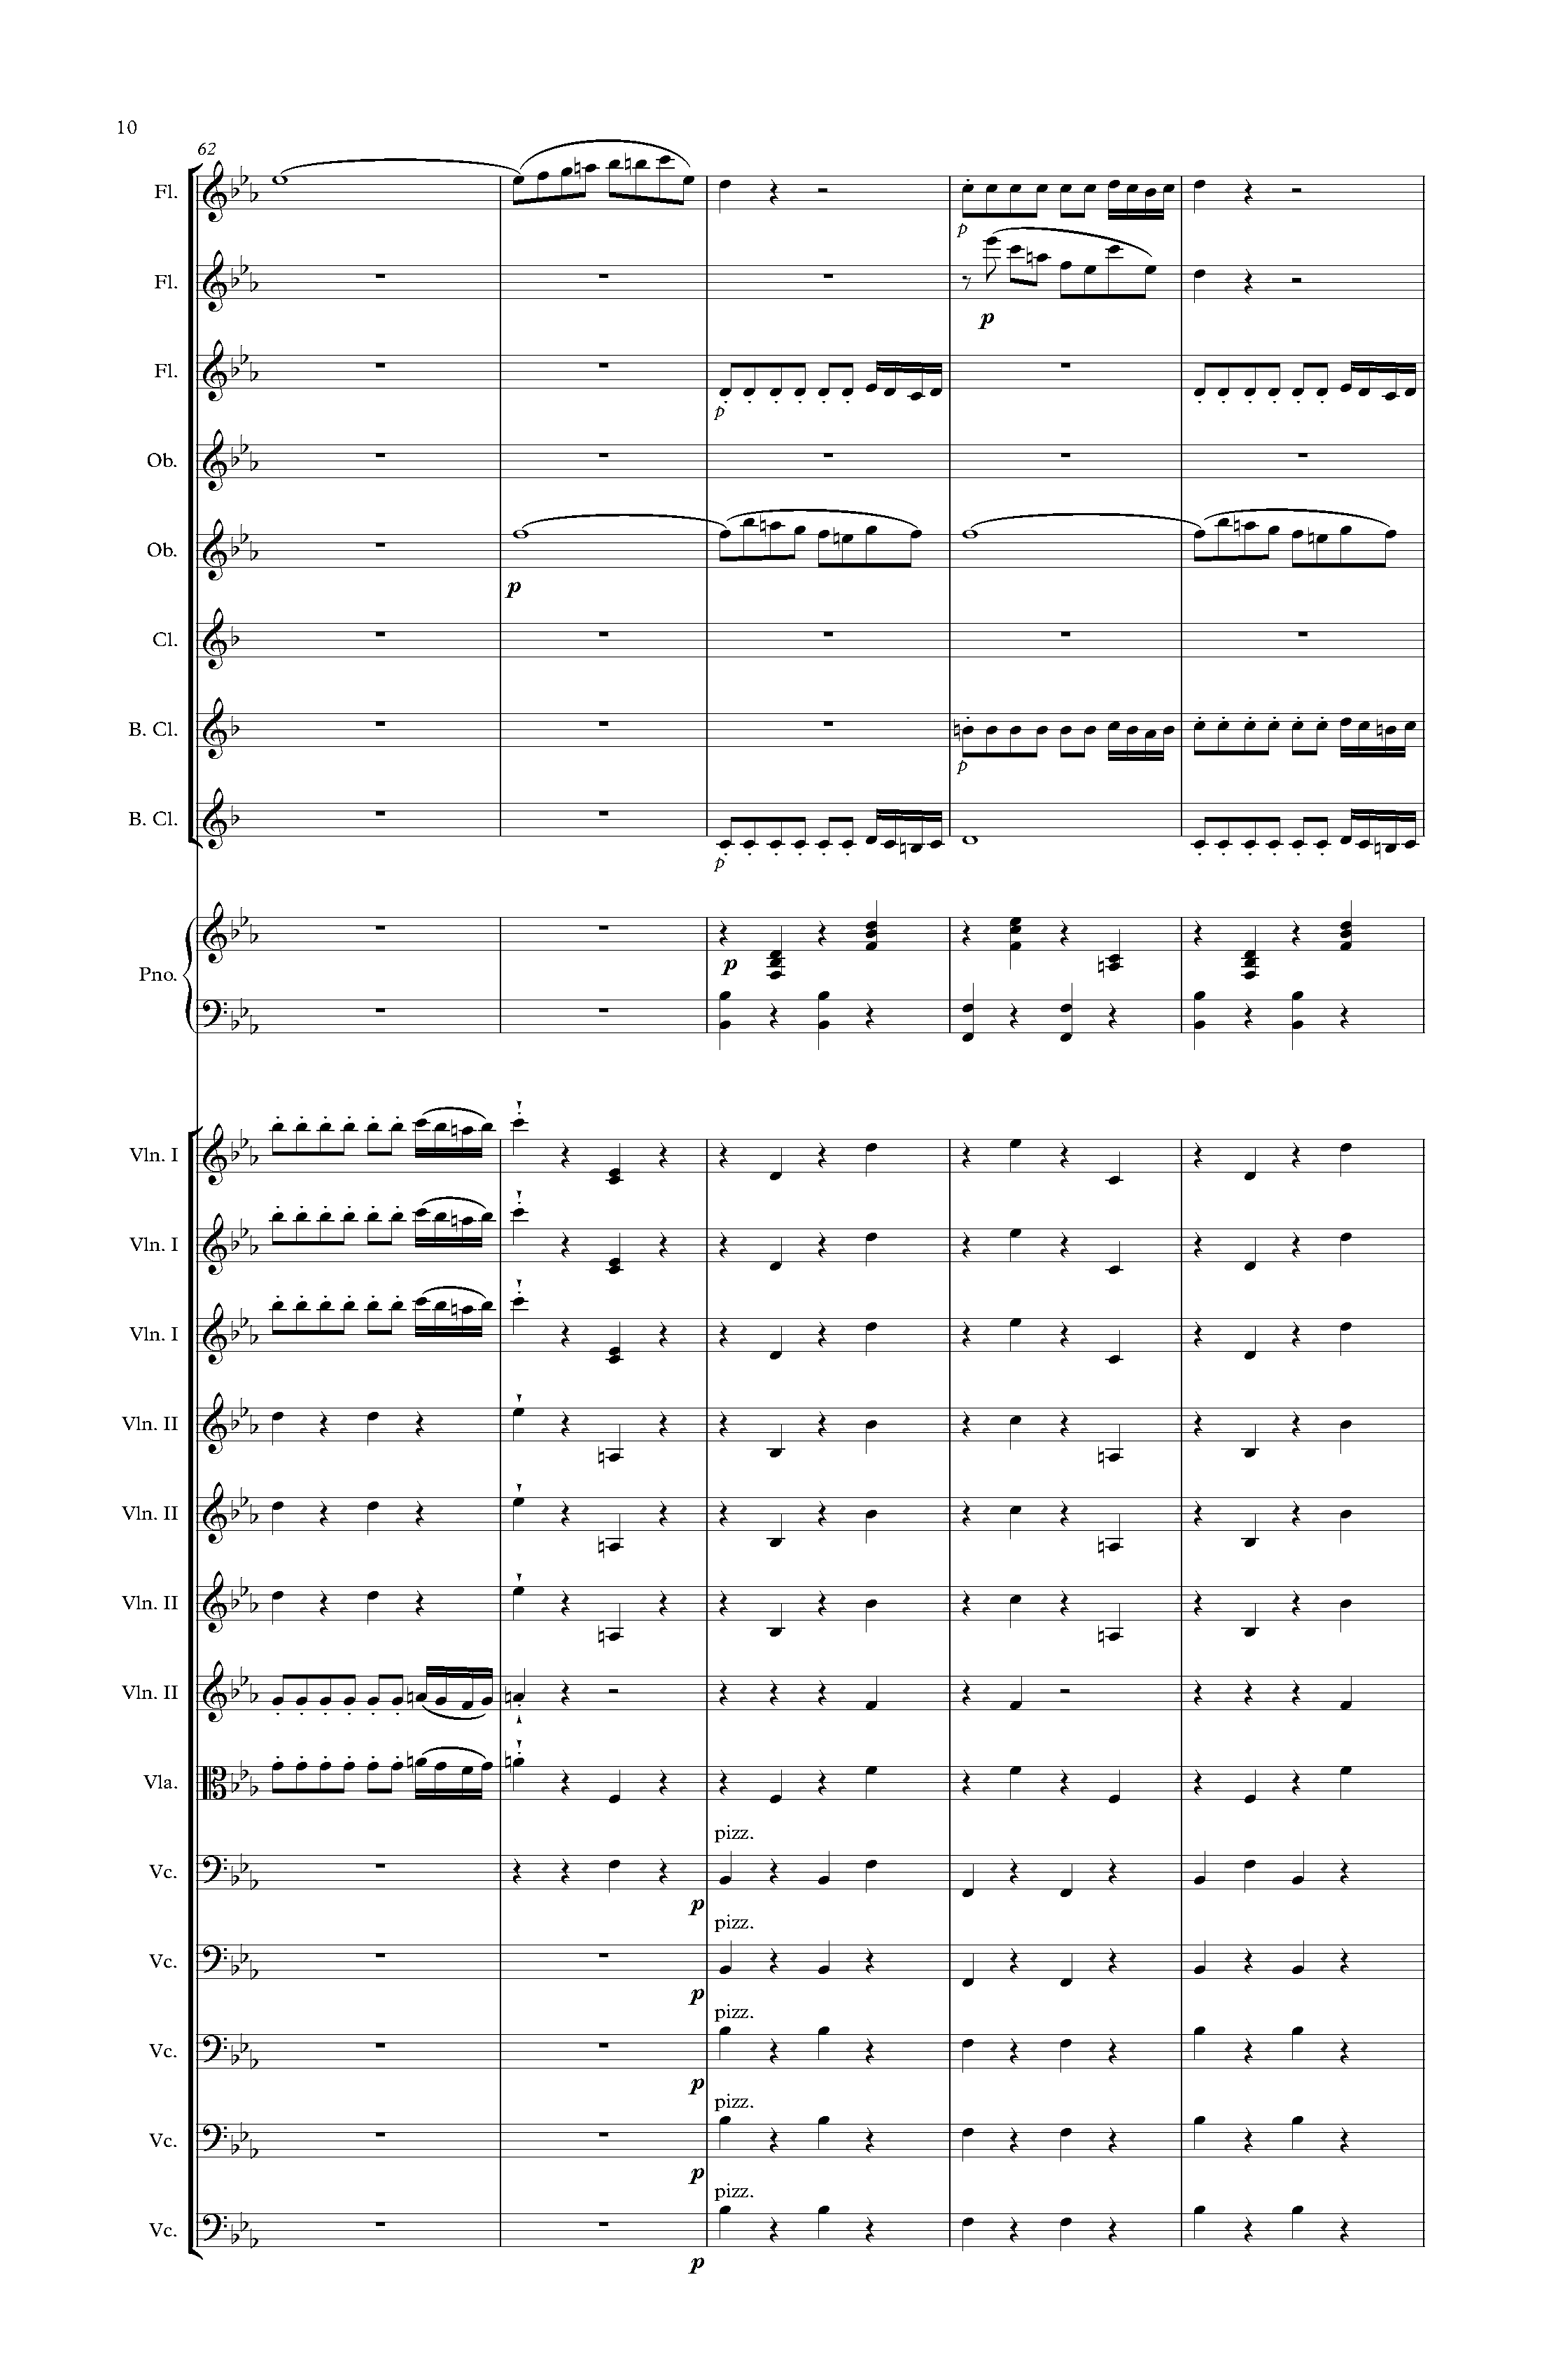 10
62
Fl.
p
Fl.
p
Fl.
p
Ob.
Ob.
p
Cl.
B. Cl.
p
B. Cl.
p
Pno.
p
Vln. I
Vln. I
Vln. I
Vln. II
Vln. II
Vln. II
Vln. II
Vla.
pizz.
Vc.
p
pizz.
Vc.
p
pizz.
Vc.
p
pizz.
Vc.
p
pizz.
Vc.
p